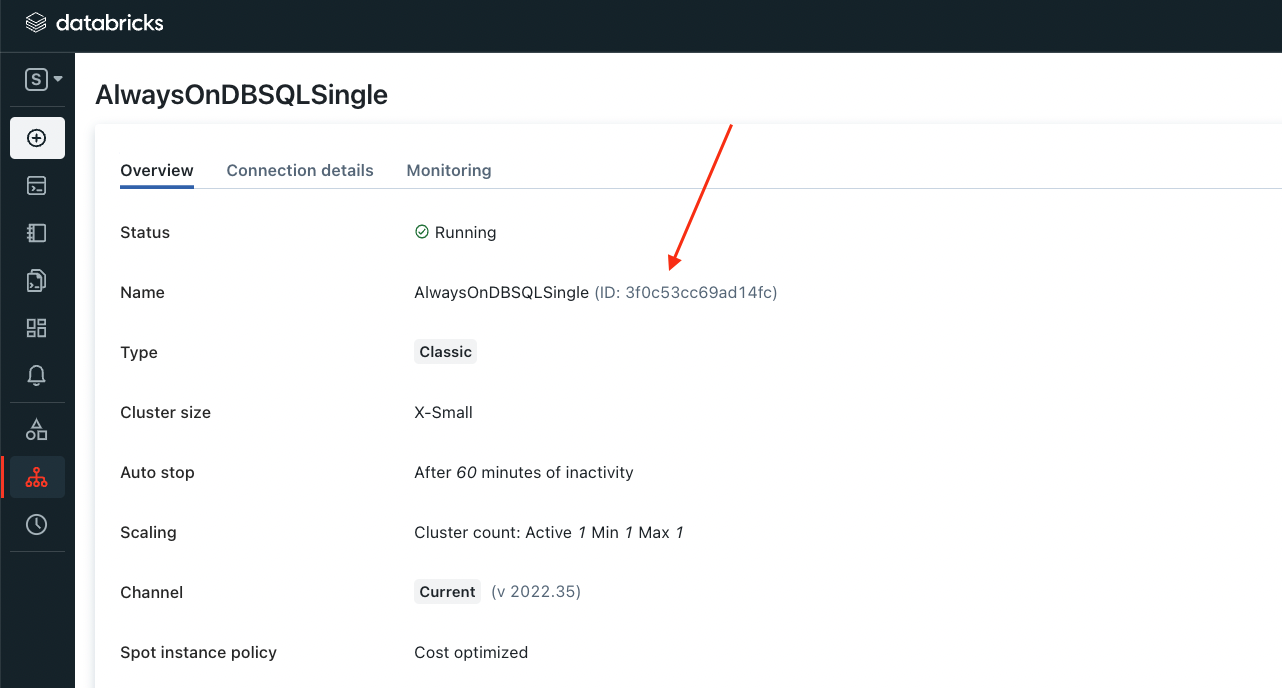 databricks
S
AlwaysOnDBSQLSingle
Overview Connection details Monitoring
Status Running
Name AlwaysOnDBSQLSingle (ID: 3f0c53cc69ad14fc)
Type Classic
Cluster size X-Small
Auto stop After 60 minutes of inactivity
Scaling Cluster count: Active 1 Min 1 Max 1
Channel Current (v 2022.35)
Spot instance policy Cost optimized